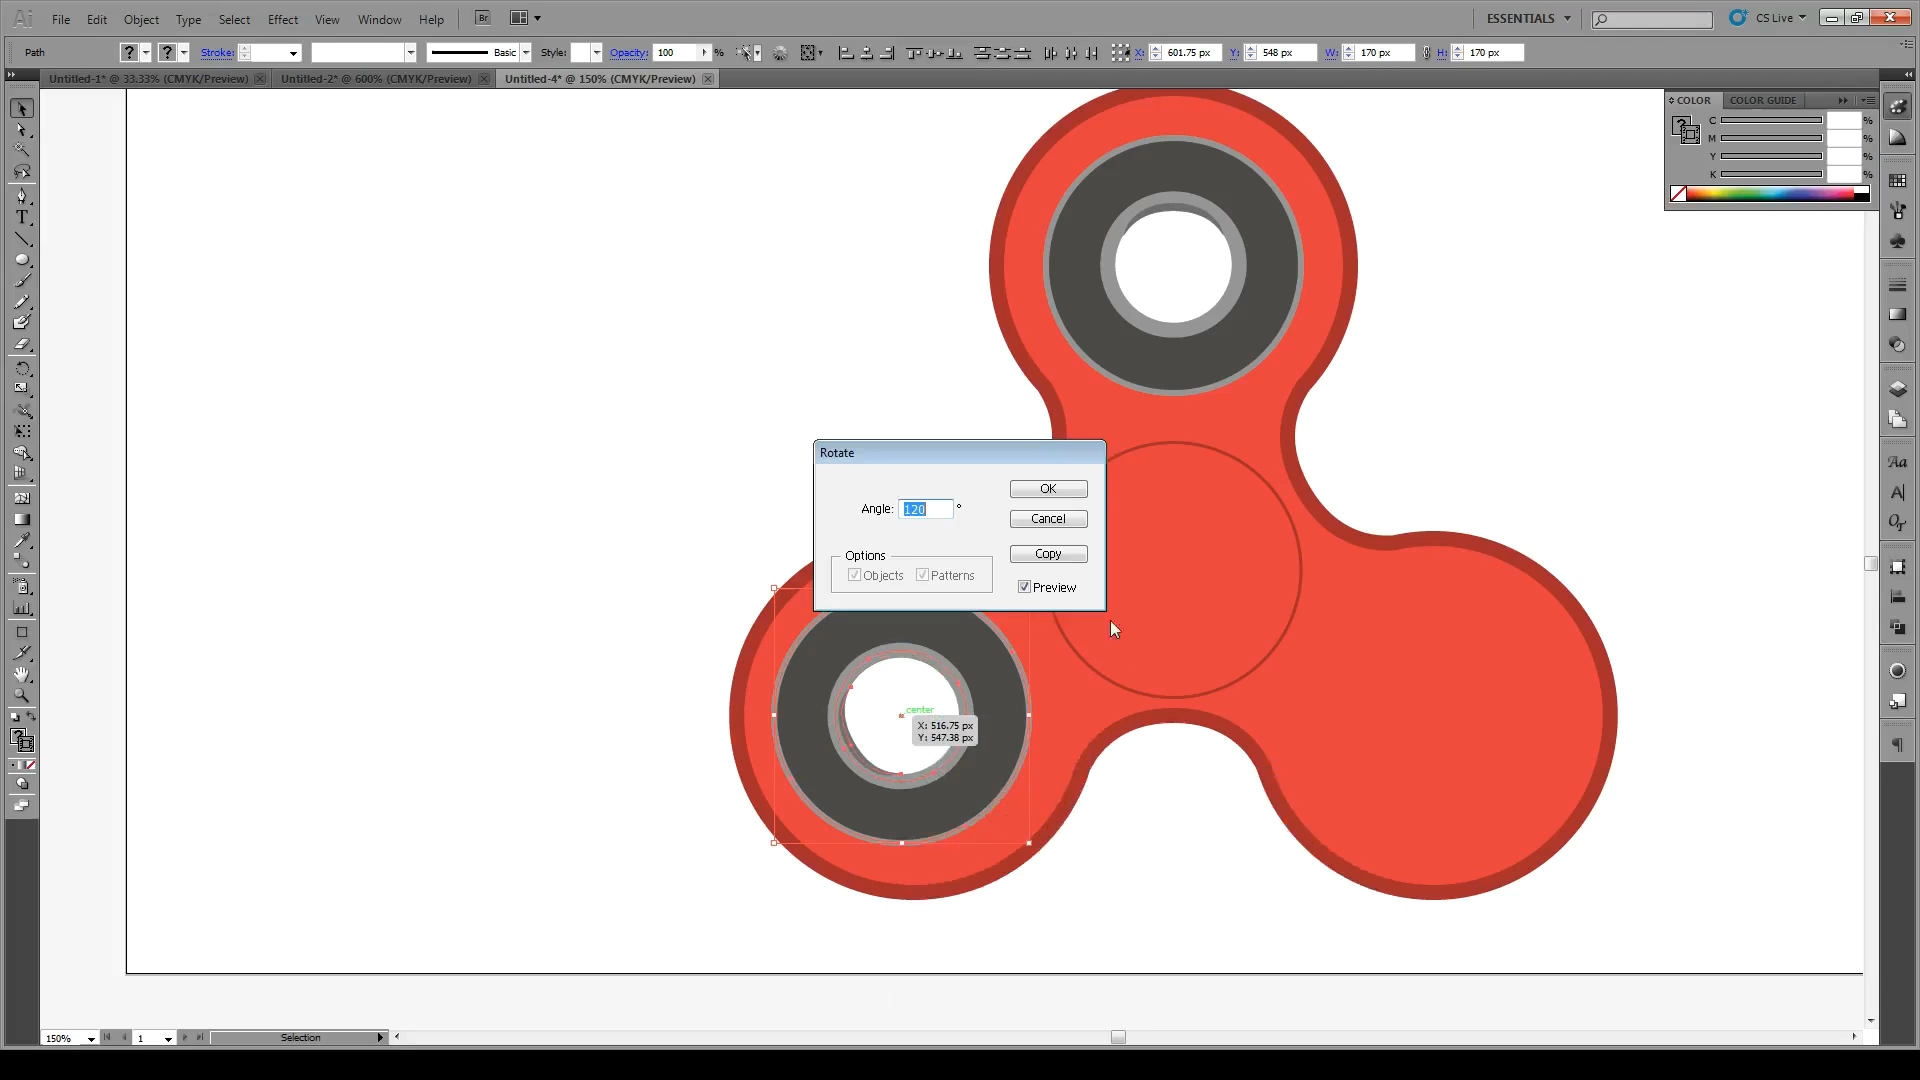 Ai File Edit Object Type Select Effect View Window Help Br ESSENTIALS CS Live
Path ? ? Stroke: Basic Style: Opacity: 100 % X: 601.75 px Y: 548 px W: 170 px H: 170 px
Untitled-1* @ 33.33% (CMYK/Preview) Untitled-2* @ 600% (CMYK/Preview) Untitled-4* @ 150% (CMYK/Preview)
COLOR COLOR GUIDE
? C %
M %
Y %
K %
Rotate
Angle: 120 °
OK
Cancel
Options
Copy
Objects Patterns
Preview
center
X: 516.75 px
Y: 547.38 px
150% 1 Selection